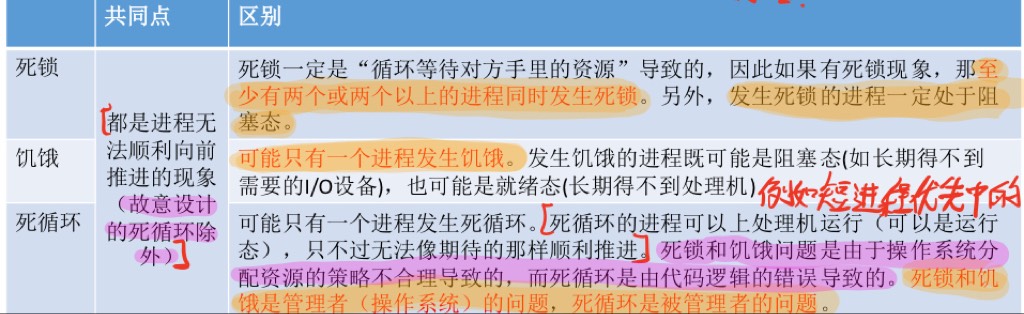 共同点
区别
死锁
死锁一定是“循环等待对方手里的资源”导致的，因此如果有死锁现象，那至
少有两个或两个以上的进程同时发生死锁。另外，发生死锁的进程一定处于阻
塞态。
都是进程无
法顺利向前
推进的现象
（故意设计
的死循环除
外）
饥饿
可能只有一个进程发生饥饿。发生饥饿的进程既可能是阻塞态(如长期得不到
需要的I/O设备)，也可能是就绪态(长期得不到处理机)
例如短进程优先中的
死循环
可能只有一个进程发生死循环。死循环的进程可以上处理机运行（可以是运行
态），只不过无法像期待的那样顺利推进。死锁和饥饿问题是由于操作系统分
配资源的策略不合理导致的，而死循环是由代码逻辑的错误导致的。死锁和饥
饿是管理者（操作系统）的问题，死循环是被管理者的问题。